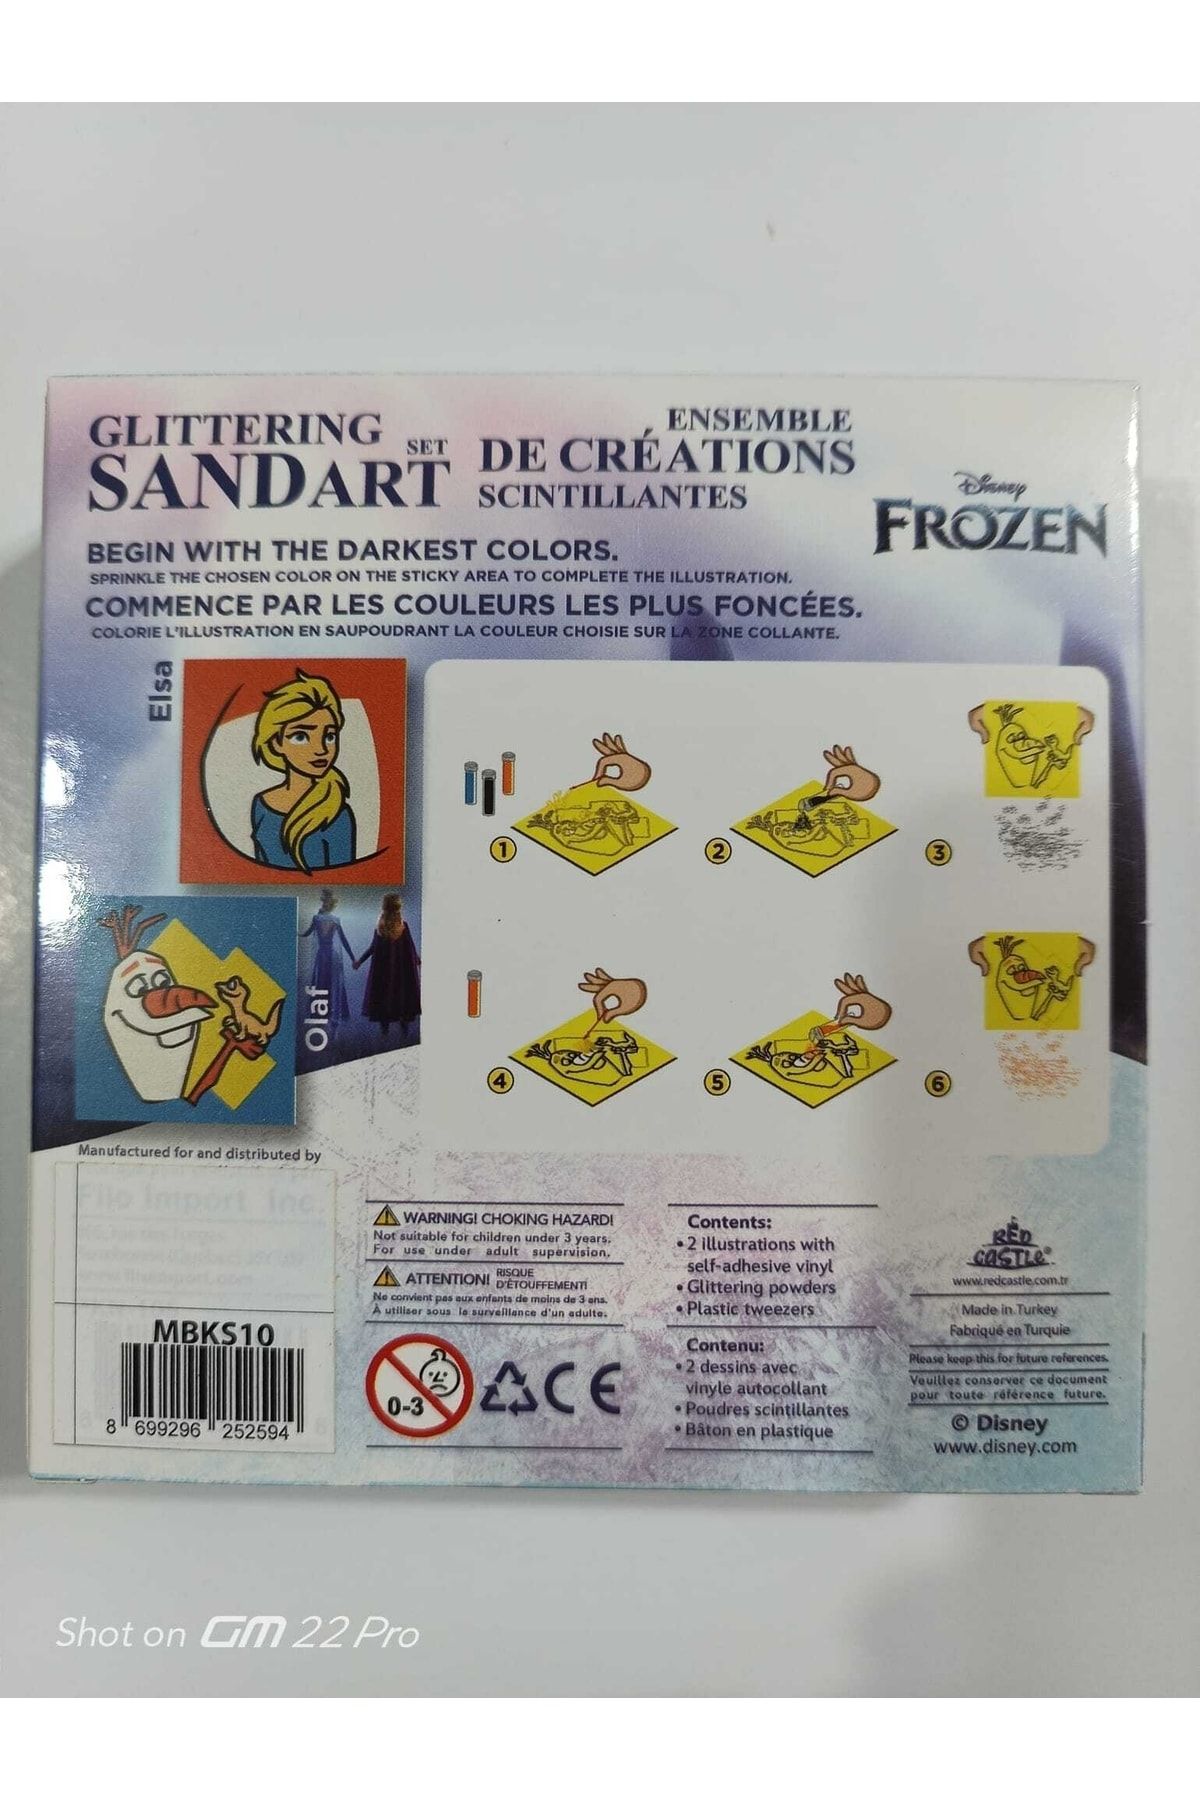 GLITTERING
SET
SANDART
ENSEMBLE
DE CRÉATIONS
SCINTILLANTES
Disney
FROZEN
BEGIN WITH THE DARKEST COLORS.
SPRINKLE THE CHOSEN COLOR ON THE STICKY AREA TO COMPLETE THE ILLUSTRATION.
COMMENCE PAR LES COULEURS LES PLUS FONCÉES.
COLORIE L'ILLUSTRATION EN SAUPOUDRANT LA COULEUR CHOISIE SUR LA ZONE COLLANTE.
Elsa
Olaf
1
2
3
4
5
6
Manufactured for and distributed by
Filo Import Inc.
MBKS10
8 699296 252594
WARNING! CHOKING HAZARD!
Not suitable for children under 3 years.
For use under adult supervision.
ATTENTION! RISQUE
D'ÉTOUFFEMENT!
Ne convient pas aux enfants de moins de 3 ans.
À utiliser sous la surveillance d'un adulte.
0-3
CE
Contents:
• 2 illustrations with
self-adhesive vinyl
• Glittering powders
• Plastic tweezers
Contenu:
• 2 dessins avec
vinyle autocollant
• Poudres scintillantes
• Bâton en plastique
RED
CASTLE®
www.redcastle.com.tr
Made in Turkey
Fabriqué en Turquie
Please keep this for future references.
Veuillez conserver ce document
pour toute référence future.
© Disney
www.disney.com
Shot on GM 22 Pro